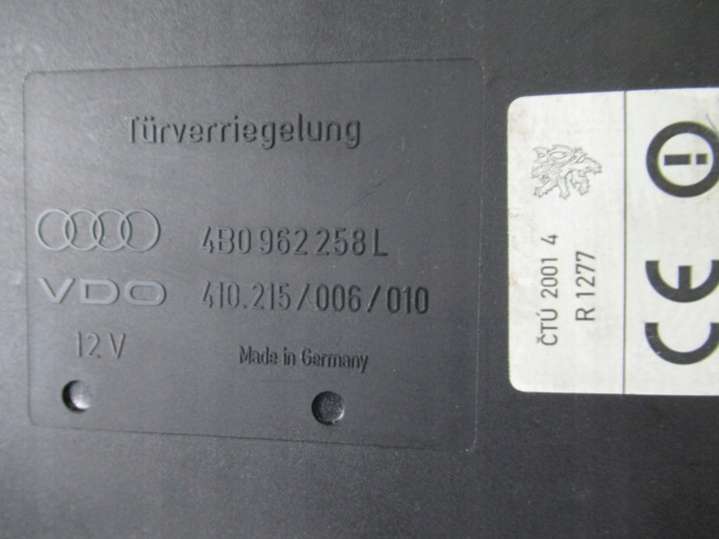 Türverriegelung
4B0 962 258 L
VDO 410.215/006/010
12 V Made in Germany
ČTÚ 2001 4
R 1277
CE